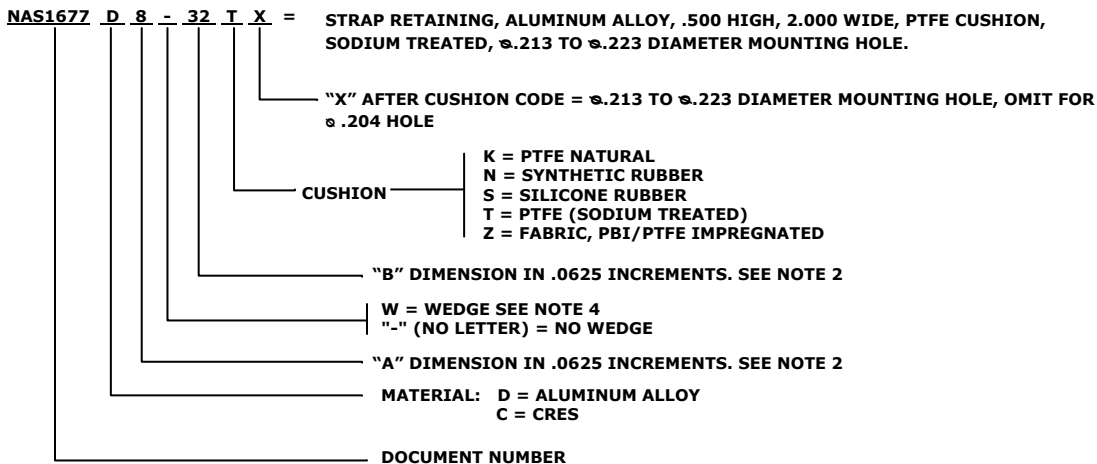 NAS1677 D 8 - 32 T X = STRAP RETAINING, ALUMINUM ALLOY, .500 HIGH, 2.000 WIDE, PTFE CUSHION,
SODIUM TREATED, ⌀.213 TO ⌀.223 DIAMETER MOUNTING HOLE.
“X” AFTER CUSHION CODE = ⌀.213 TO ⌀.223 DIAMETER MOUNTING HOLE, OMIT FOR
⌀ .204 HOLE
K = PTFE NATURAL
N = SYNTHETIC RUBBER
CUSHION S = SILICONE RUBBER
T = PTFE (SODIUM TREATED)
Z = FABRIC, PBI/PTFE IMPREGNATED
“B” DIMENSION IN .0625 INCREMENTS. SEE NOTE 2
W = WEDGE SEE NOTE 4
"-" (NO LETTER) = NO WEDGE
“A” DIMENSION IN .0625 INCREMENTS. SEE NOTE 2
MATERIAL: D = ALUMINUM ALLOY
C = CRES
DOCUMENT NUMBER